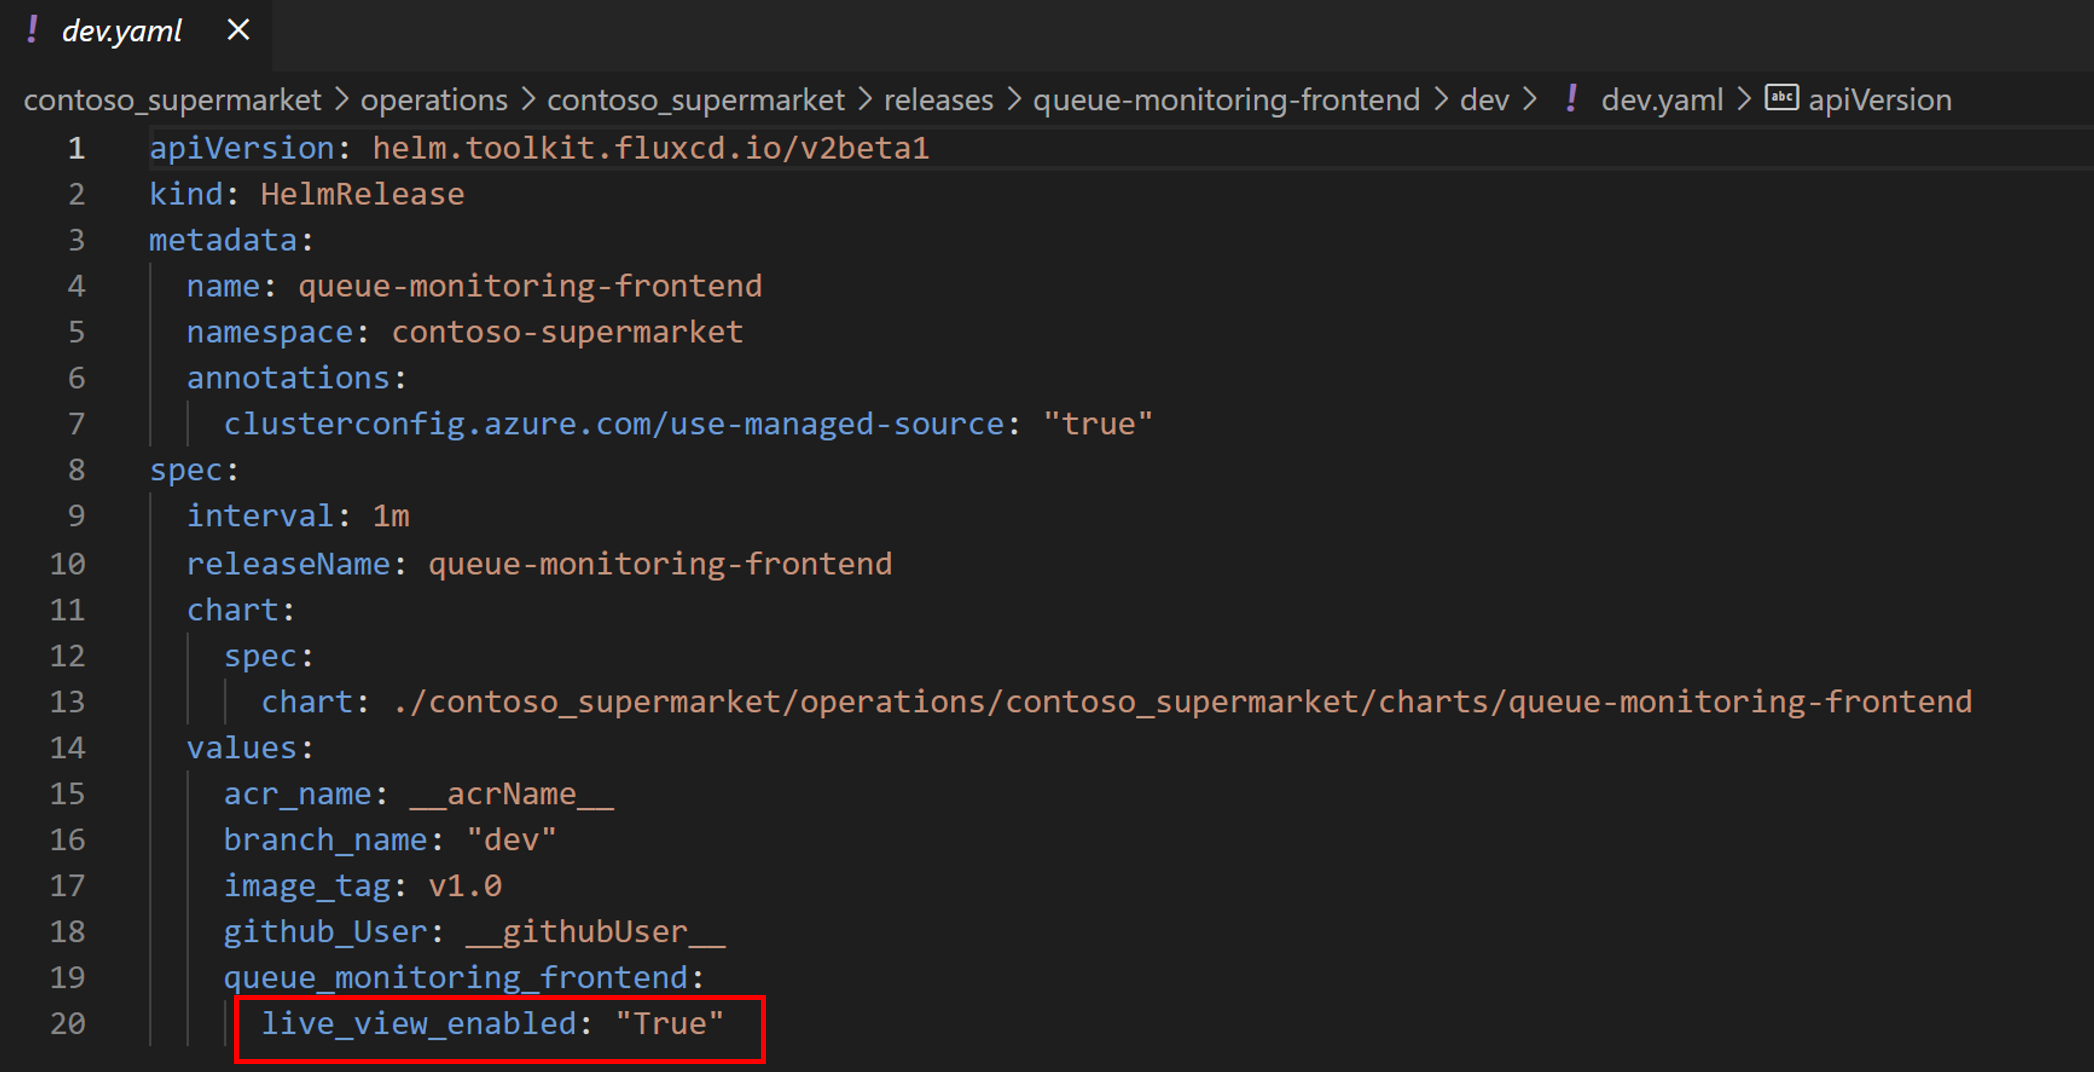 ! dev.yaml ×
contoso_supermarket > operations > contoso_supermarket > releases > queue-monitoring-frontend > dev > ! dev.yaml > abc apiVersion
1 apiVersion: helm.toolkit.fluxcd.io/v2beta1
2 kind: HelmRelease
3 metadata:
4   name: queue-monitoring-frontend
5   namespace: contoso-supermarket
6   annotations:
7     clusterconfig.azure.com/use-managed-source: "true"
8 spec:
9   interval: 1m
10   releaseName: queue-monitoring-frontend
11   chart:
12     spec:
13       chart: ./contoso_supermarket/operations/contoso_supermarket/charts/queue-monitoring-frontend
14   values:
15     acr_name: __acrName__
16     branch_name: "dev"
17     image_tag: v1.0
18     github_User: __githubUser__
19     queue_monitoring_frontend:
20       live_view_enabled: "True"